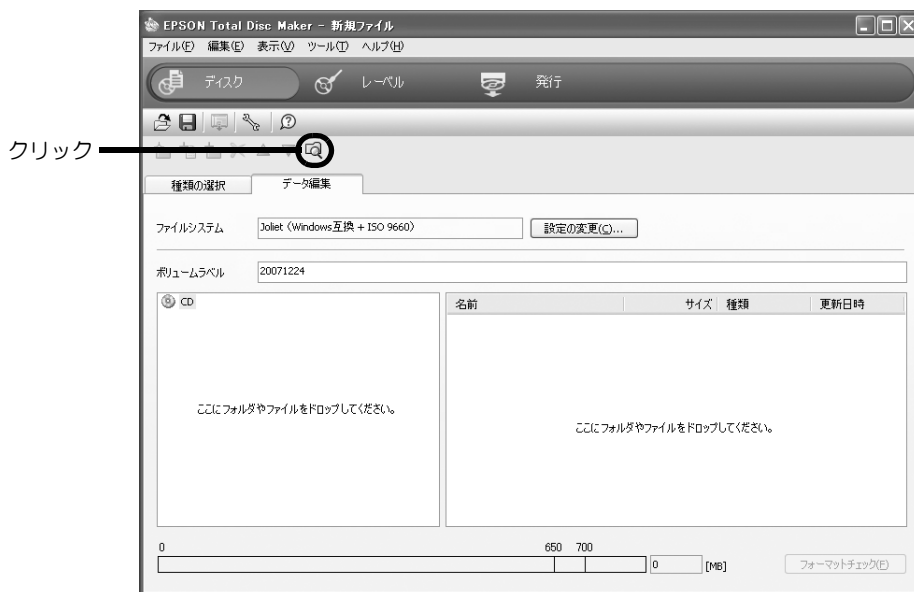 EPSON Total Disc Maker - 新規ファイル
ファイル(F) 編集(E) 表示(V) ツール(T) ヘルプ(H)
ディスク レーベル 発行
クリック
種類の選択 データ編集
ファイルシステム Joliet (Windows互換 + ISO 9660) 設定の変更(C)...
ボリュームラベル 20071224
CD 名前 サイズ 種類 更新日時
ここにフォルダやファイルをドロップしてください。
ここにフォルダやファイルをドロップしてください。
0 650 700
0 [MB] フォーマットチェック(F)